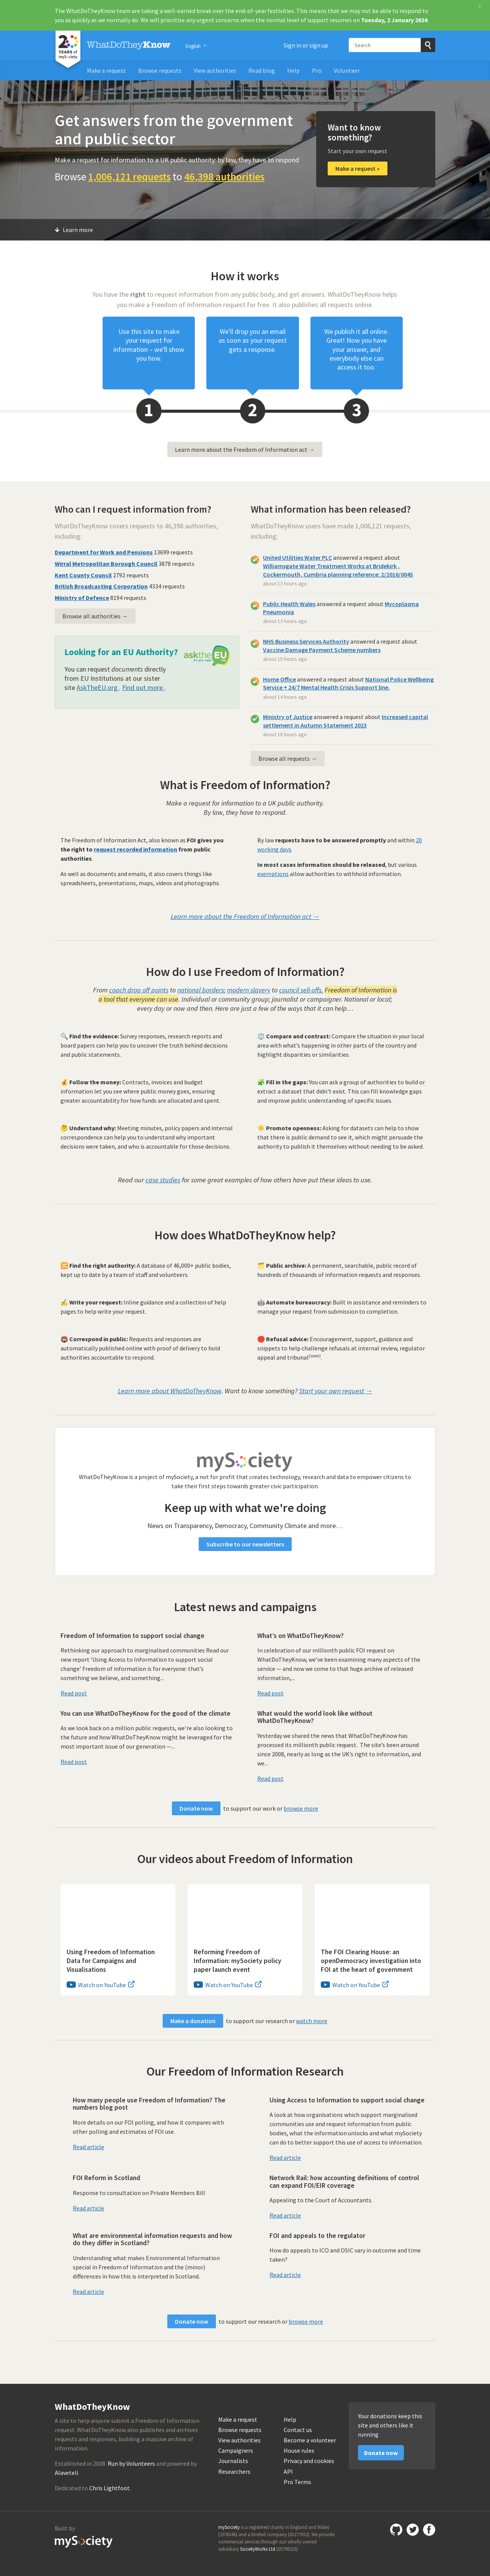 The WhatDoTheyKnow team are taking a well-earned break over the end-of-year festivities. This means that we may not be able to respond to
you as quickly as we normally do. We will prioritise any urgent concerns when the normal level of support resumes on Tuesday, 2 January 2024.
×
20
YEARS of
mySociety
WhatDoTheyKnow
English
Sign in or sign up
Search
Make a request
Browse requests
View authorities
Read blog
Help
Pro
Volunteer
Get answers from the government
and public sector
Make a request for information to a UK public authority: by law, they have to respond
Browse 1,006,121 requests to 46,398 authorities
Want to know
something?
Start your own request
Make a request »
Learn more
How it works
You have the right to request information from any public body, and get answers. WhatDoTheyKnow helps
you make a Freedom of Information request for free. It also publishes all requests online.
Use this site to make
your request for
information – we'll show
you how.
We'll drop you an email
as soon as your request
gets a response.
We publish it all online.
Great! Now you have
your answer, and
everybody else can
access it too.
1
2
3
Learn more about the Freedom of Information act →
Who can I request information from?
WhatDoTheyKnow covers requests to 46,398 authorities,
including:
Department for Work and Pensions 13699 requests
Wirral Metropolitan Borough Council 3878 requests
Kent County Council 2792 requests
British Broadcasting Corporation 4334 requests
Ministry of Defence 8194 requests
Browse all authorities →
Looking for an EU Authority?
asktheEU
You can request documents directly
from EU Institutions at our sister
site AskTheEU.org. Find out more.
What information has been released?
WhatDoTheyKnow users have made 1,006,121 requests,
including:
United Utilities Water PLC answered a request about
Williamsgate Water Treatment Works at Bridekirk,
Cockermouth, Cumbria planning reference: 2/2016/0045
about 13 hours ago
Public Health Wales answered a request about Mycoplasma
Pneumonia
about 13 hours ago
NHS Business Services Authority answered a request about
Vaccine Damage Payment Scheme numbers
about 15 hours ago
Home Office answered a request about National Police Wellbeing
Service + 24/7 Mental Health Crisis Support line.
about 14 hours ago
Ministry of Justice answered a request about Increased capital
settlement in Autumn Statement 2023
about 18 hours ago
Browse all requests →
What is Freedom of Information?
Make a request for information to a UK public authority.
By law, they have to respond.
The Freedom of Information Act, also known as FOI gives you
the right to request recorded information from public
authorities.
As well as documents and emails, it also covers things like
spreadsheets, presentations, maps, videos and photographs.
By law requests have to be answered promptly and within 20
working days.
In most cases information should be released, but various
exemptions allow authorities to withhold information.
Learn more about the Freedom of Information act →
How do I use Freedom of Information?
From coach drop off points to national borders; modern slavery to council sell-offs, Freedom of Information is
a tool that everyone can use. Individual or community group; journalist or campaigner. National or local;
every day or now and then. Here are just a few of the ways that it can help…
🔍 Find the evidence: Survey responses, research reports and
board papers can help you to uncover the truth behind decisions
and public statements.
⚖️ Compare and contrast: Compare the situation in your local
area with what's happening in other parts of the country and
highlight disparities or similarities.
💰 Follow the money: Contracts, invoices and budget
information let you see where public money goes, ensuring
greater accountability for how funds are allocated and spent.
🧩 Fill in the gaps: You can ask a group of authorities to build or
extract a dataset that didn't exist. This can fill knowledge gaps
and improve public understanding of specific issues.
🤔 Understand why: Meeting minutes, policy papers and internal
correspondence can help you to understand why important
decisions were taken, and who is accountable for those decisions.
☀️ Promote openness: Asking for datasets can help to show
that there is public demand to see it, which might persuade the
authority to publish it themselves without needing to be asked.
Read our case studies for some great examples of how others have put these ideas to use.
How does WhatDoTheyKnow help?
🔀 Find the right authority: A database of 46,000+ public bodies,
kept up to date by a team of staff and volunteers.
🗂️ Public archive: A permanent, searchable, public record of
hundreds of thousands of information requests and responses.
✍️ Write your request: Inline guidance and a collection of help
pages to help write your request.
🤖 Automate bureaucracy: Built in assistance and reminders to
manage your request from submission to completion.
📮 Correspond in public: Requests and responses are
automatically published online with proof of delivery to hold
authorities accountable to respond.
🛑 Refusal advice: Encouragement, support, guidance and
snippets to help challenge refusals at internal review, regulator
appeal and tribunal(soon).
Learn more about WhatDoTheyKnow. Want to know something? Start your own request →
mySociety
WhatDoTheyKnow is a project of mySociety, a not for profit that creates technology, research and data to empower citizens to
take their first steps towards greater civic participation.
Keep up with what we're doing
News on Transparency, Democracy, Community Climate and more…
Subscribe to our newsletters
Latest news and campaigns
Freedom of Information to support social change
Rethinking our approach to marginalised communities Read our
new report 'Using Access to Information to support social
change' Freedom of information is for everyone: that's
something we believe, and something...
Read post
What's on WhatDoTheyKnow?
In celebration of our millionth public FOI request on
WhatDoTheyKnow, we've been examining many aspects of the
service — and now we come to that huge archive of released
information,...
Read post
You can use WhatDoTheyKnow for the good of the climate
As we look back on a million public requests, we're also looking to
the future and how WhatDoTheyKnow might be leveraged for the
most important issue of our generation —...
Read post
What would the world look like without
WhatDoTheyKnow?
Yesterday we shared the news that WhatDoTheyKnow has
processed its millionth public request. The site's been around
since 2008, nearly as long as the UK's right to information, and
we...
Read post
Donate now to support our work or browse more
Our videos about Freedom of Information
Using Freedom of Information
Data for Campaigns and
Visualisations
Watch on YouTube
Reforming Freedom of
Information: mySociety policy
paper launch event
Watch on YouTube
The FOI Clearing House: an
openDemocracy investigation into
FOI at the heart of government
Watch on YouTube
Make a donation to support our research or watch more
Our Freedom of Information Research
How many people use Freedom of Information? The
numbers blog post
More details on our FOI polling, and how it compares with
other polling and estimates of FOI use.
Read article
Using Access to Information to support social change
A look at how organisations which support marginalised
communities use and request information from public
bodies, what the information unlocks and what mySociety
can do to better support this use of access to information.
Read article
FOI Reform in Scotland
Response to consultation on Private Members Bill
Read article
Network Rail: how accounting definitions of control
can expand FOI/EIR coverage
Appealing to the Court of Accountants.
Read article
What are environmental information requests and how
do they differ in Scotland?
Understanding what makes Environmental Information
special in Freedom of Information and the (minor)
differences in how this is interpreted in Scotland.
Read article
FOI and appeals to the regulator
How do appeals to ICO and OSIC vary in outcome and time
taken?
Read article
Donate now to support our research or browse more
WhatDoTheyKnow
A site to help anyone submit a Freedom of Information
request. WhatDoTheyKnow also publishes and archives
requests and responses, building a massive archive of
information.
Established in 2008. Run by Volunteers and powered by
Alaveteli.
Dedicated to Chris Lightfoot.
Make a request
Browse requests
View authorities
Campaigners
Journalists
Researchers
Help
Contact us
Become a volunteer
House rules
Privacy and cookies
API
Pro Terms
Your donations keep this
site and others like it
running
Donate now
Built by
mySociety
mySociety is a registered charity in England and Wales
(1076346) and a limited company (03277032). We provide
commercial services through our wholly owned
subsidiary SocietyWorks Ltd (05798215).